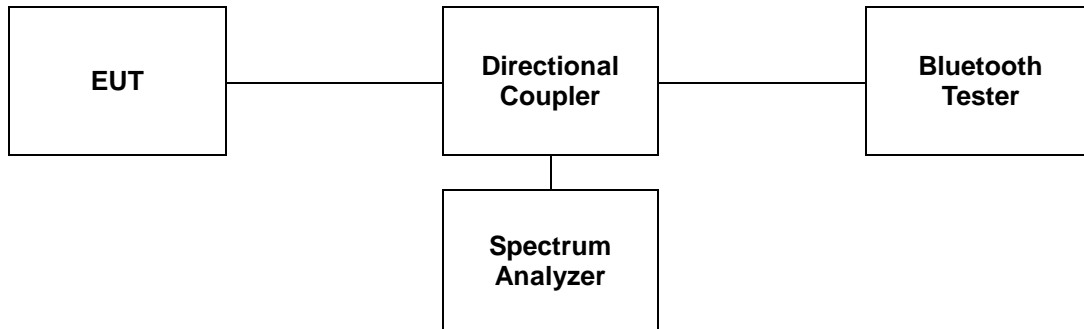 EUT
Directional
Coupler
Bluetooth
Tester
Spectrum
Analyzer